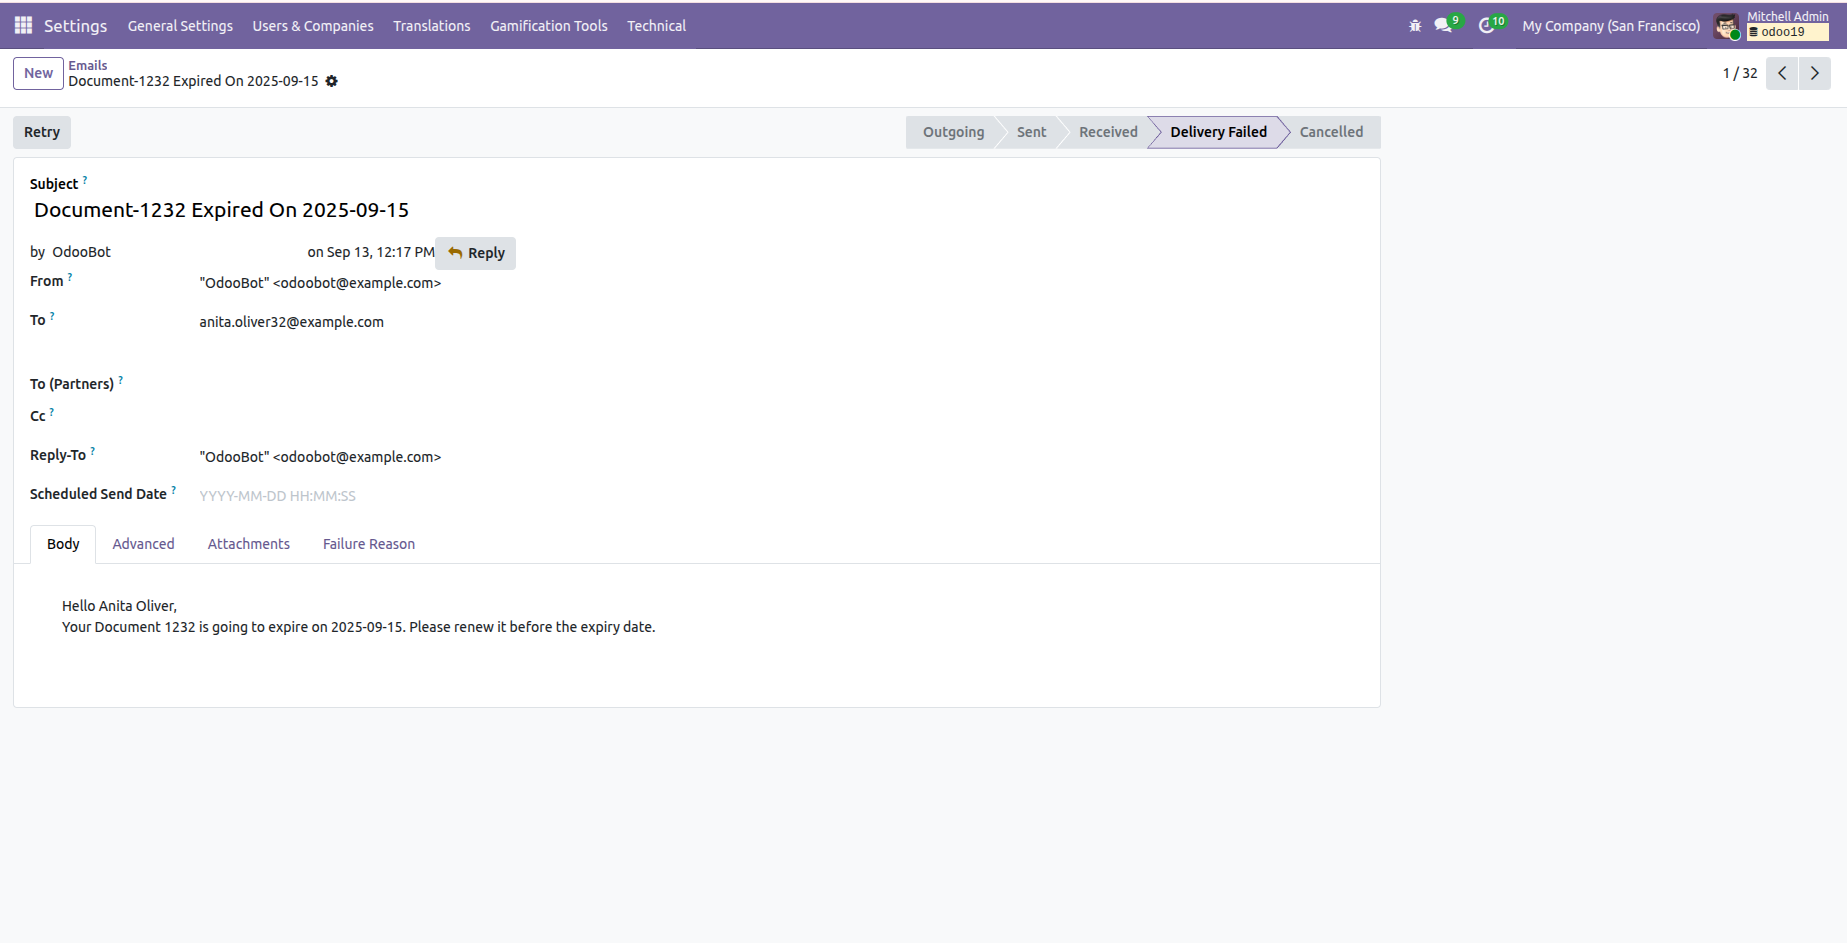 Settings General Settings Users & Companies Translations Gamification Tools Technical 9 10 My Company (San Francisco) Mitchell Admin
odoo19
New Emails
Document-1232 Expired On 2025-09-15 1 / 32
Retry Outgoing Sent Received Delivery Failed Cancelled
Subject ?
Document-1232 Expired On 2025-09-15
by OdooBot on Sep 13, 12:17 PM Reply
From ? "OdooBot" <odoobot@example.com>
To ? anita.oliver32@example.com
To (Partners) ?
Cc ?
Reply-To ? "OdooBot" <odoobot@example.com>
Scheduled Send Date ? YYYY-MM-DD HH:MM:SS
Body Advanced Attachments Failure Reason
Hello Anita Oliver,
Your Document 1232 is going to expire on 2025-09-15. Please renew it before the expiry date.